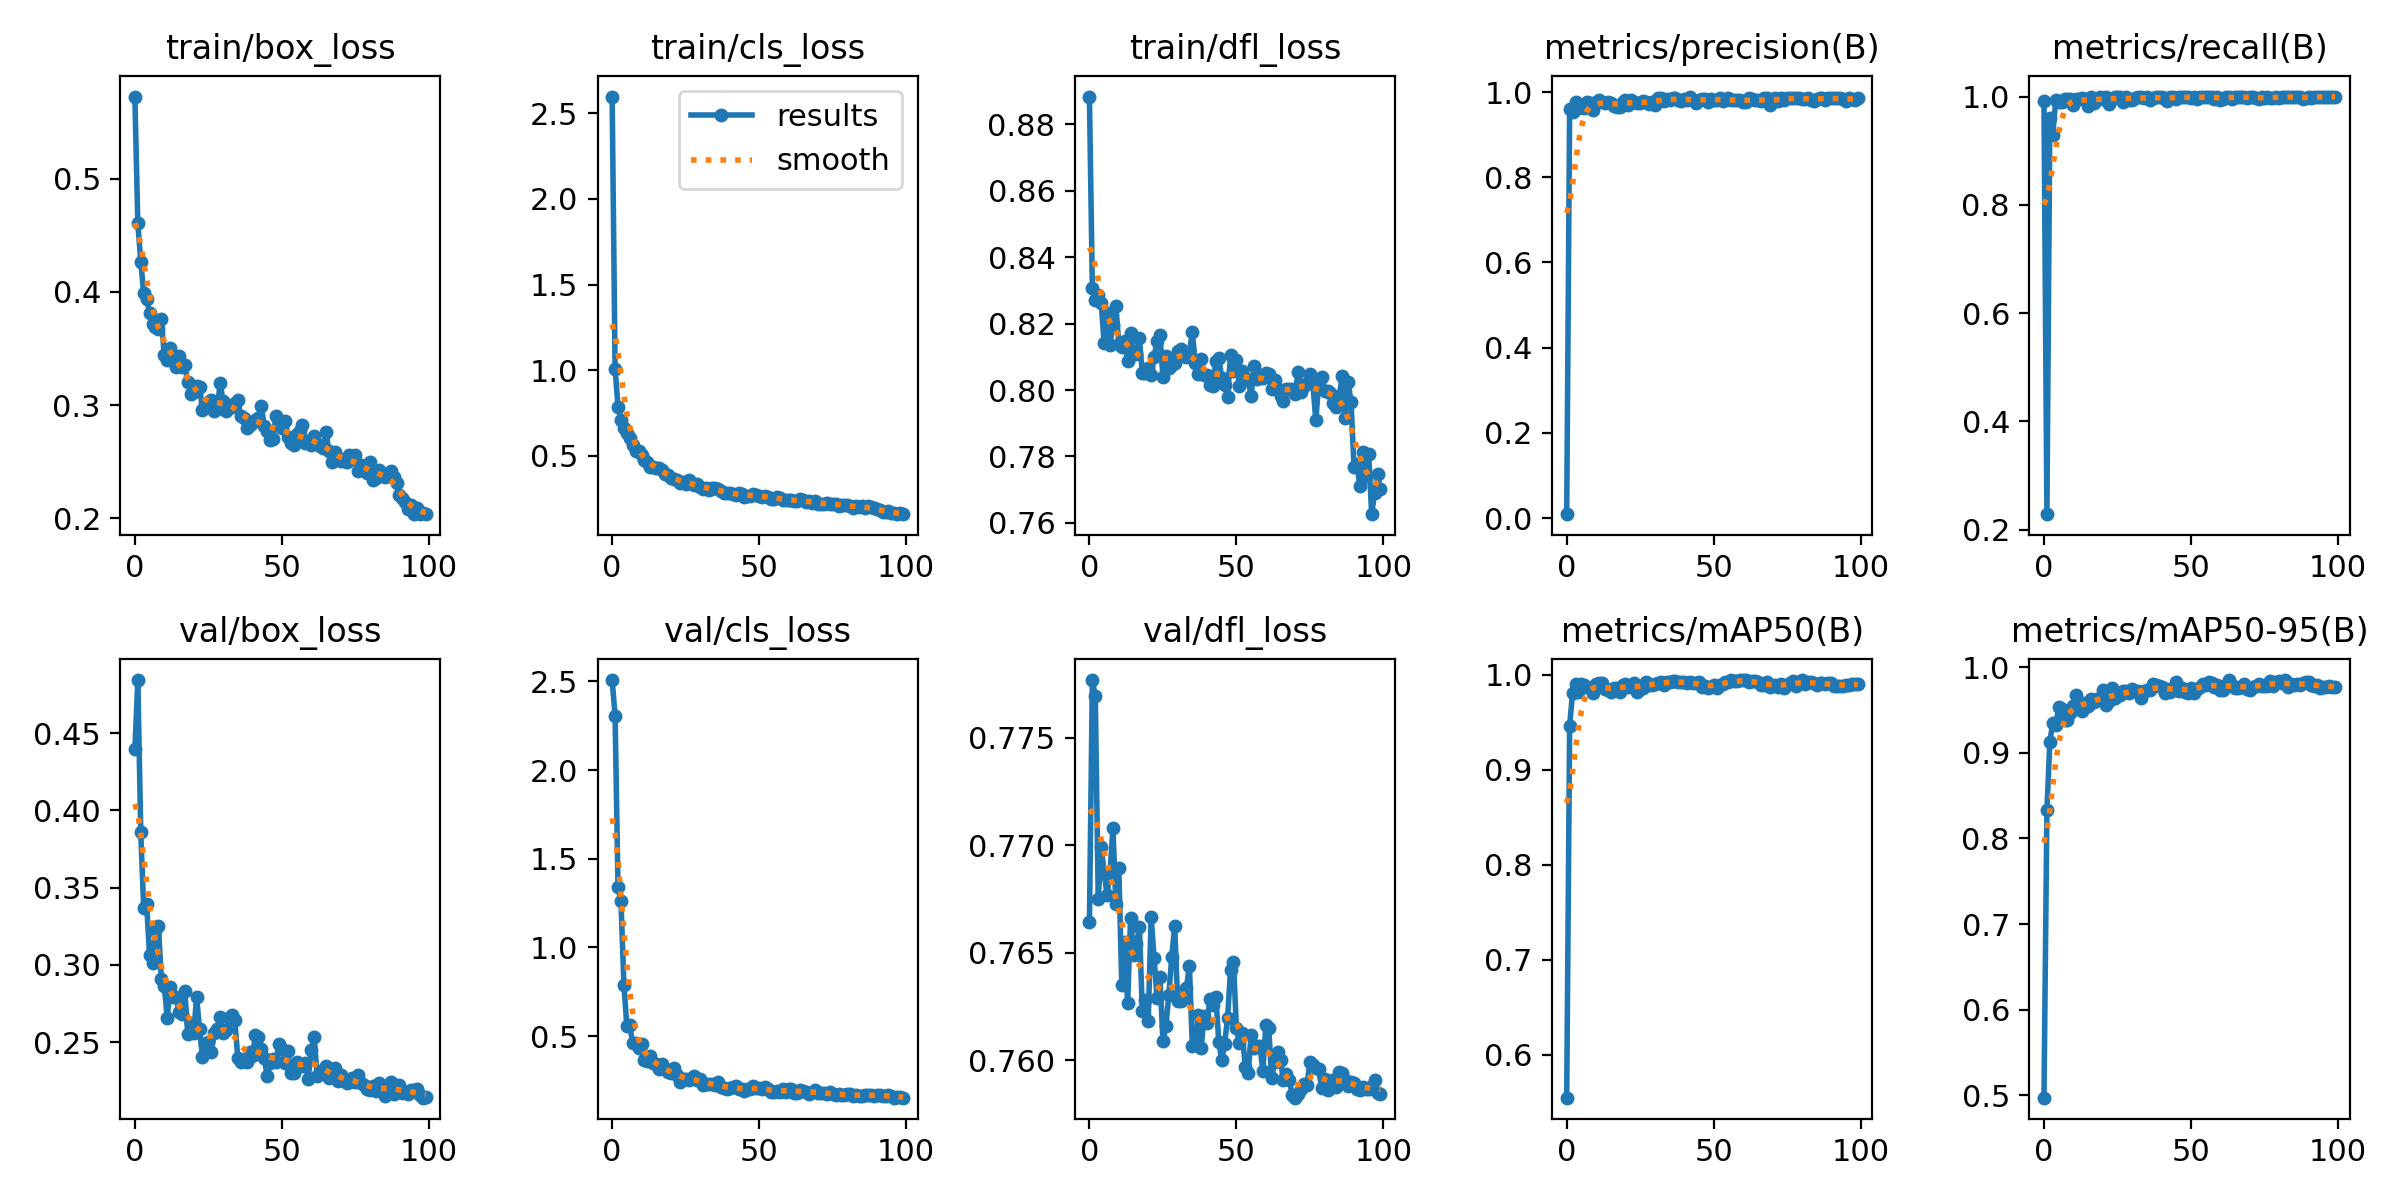 train/box_loss
0.5
0.4
0.3
0.2
0 50 100
train/cls_loss
results
smooth
2.5
2.0
1.5
1.0
0.5
0 50 100
train/dfl_loss
0.88
0.86
0.84
0.82
0.80
0.78
0.76
0 50 100
metrics/precision(B)
1.0
0.8
0.6
0.4
0.2
0.0
0 50 100
metrics/recall(B)
1.0
0.8
0.6
0.4
0.2
0 50 100
val/box_loss
0.45
0.40
0.35
0.30
0.25
0 50 100
val/cls_loss
2.5
2.0
1.5
1.0
0.5
0 50 100
val/dfl_loss
0.775
0.770
0.765
0.760
0 50 100
metrics/mAP50(B)
1.0
0.9
0.8
0.7
0.6
0 50 100
metrics/mAP50-95(B)
1.0
0.9
0.8
0.7
0.6
0.5
0 50 100